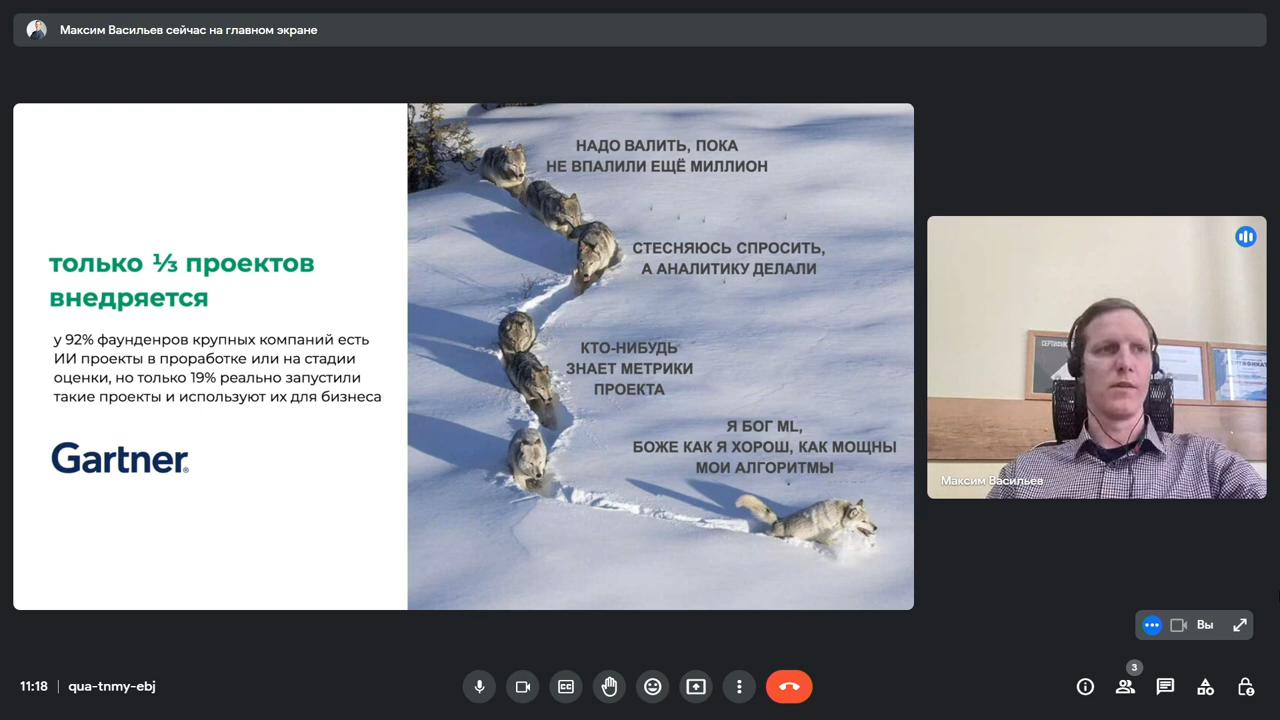 Максим Васильев сейчас на главном экране
только ⅓ проектов
внедряется
у 92% фаунденров крупных компаний есть
ИИ проекты в проработке или на стадии
оценки, но только 19% реально запустили
такие проекты и используют их для бизнеса
Gartner®
НАДО ВАЛИТЬ, ПОКА
НЕ ВПАЛИЛИ ЕЩЁ МИЛЛИОН
СТЕСНЯЮСЬ СПРОСИТЬ,
А АНАЛИТИКУ ДЕЛАЛИ
КТО-НИБУДЬ
ЗНАЕТ МЕТРИКИ
ПРОЕКТА
Я БОГ ML,
БОЖЕ КАК Я ХОРОШ, КАК МОЩНЫ
МОИ АЛГОРИТМЫ
Максим Васильев
Вы
11:18 | qua-tnmy-ebj
3